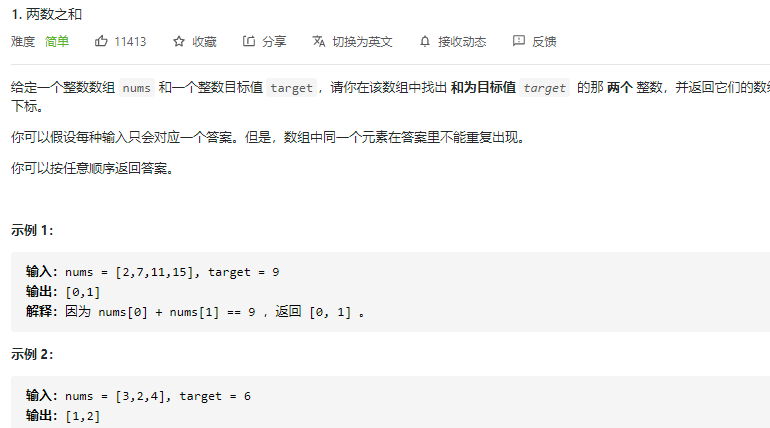 1. 两数之和
难度 简单 11413 收藏 分享 切换为英文 接收动态 反馈
给定一个整数数组 nums 和一个整数目标值 target，请你在该数组中找出 和为目标值 target 的那 两个 整数，并返回它们的数
下标。
你可以假设每种输入只会对应一个答案。但是，数组中同一个元素在答案里不能重复出现。
你可以按任意顺序返回答案。
示例 1：
输入：nums = [2,7,11,15], target = 9
输出：[0,1]
解释：因为 nums[0] + nums[1] == 9 ，返回 [0, 1] 。
示例 2：
输入：nums = [3,2,4], target = 6
输出：[1,2]